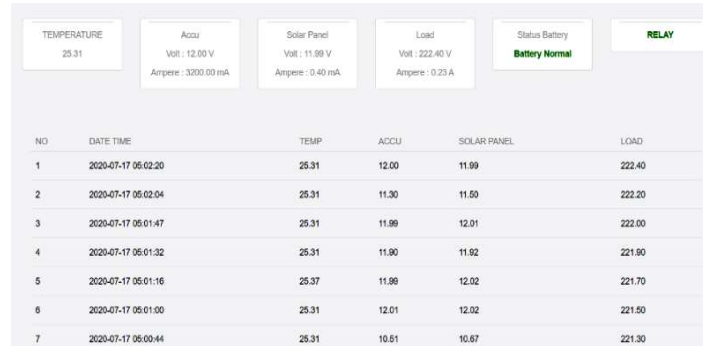 TEMPERATURE
25.31
Accu
Volt : 12.00 V
Ampere : 3200.00 mA
Solar Panel
Volt : 11.99 V
Ampere : 0.40 mA
Load
Volt : 222.40 V
Ampere : 0.23 A
Status Battery
Battery Normal
RELAY
NO DATE TIME TEMP ACCU SOLAR PANEL LOAD
1 2020-07-17 05:02:20 25.31 12.00 11.99 222.40
2 2020-07-17 05:02:04 25.31 11.30 11.50 222.20
3 2020-07-17 05:01:47 25.31 11.99 12.01 222.00
4 2020-07-17 05:01:32 25.31 11.90 11.92 221.90
5 2020-07-17 05:01:16 25.37 11.99 12.02 221.70
6 2020-07-17 05:01:00 25.31 12.01 12.02 221.50
7 2020-07-17 05:00:44 25.31 10.51 10.67 221.30